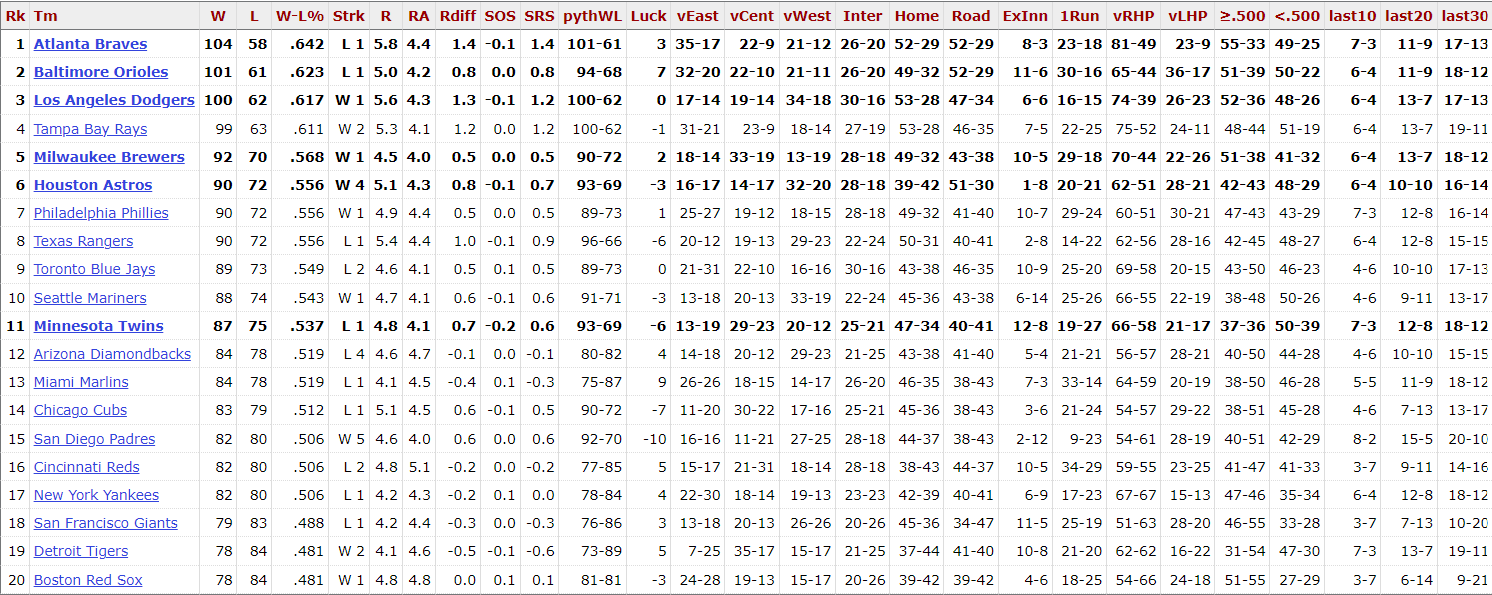 Rk Tm W L W-L% Strk R RA Rdiff SOS SRS pythWL Luck vEast vCent vWest Inter Home Road ExInn 1Run vRHP vLHP ≥.500 <.500 last10 last20 last30
1 Atlanta Braves 104 58 .642 L 1 5.8 4.4 1.4 -0.1 1.4 101-61 3 35-17 22-9 21-12 26-20 52-29 52-29 8-3 23-18 81-49 23-9 55-33 49-25 7-3 11-9 17-13
2 Baltimore Orioles 101 61 .623 L 1 5.0 4.2 0.8 0.0 0.8 94-68 7 32-20 22-10 21-11 26-20 49-32 52-29 11-6 30-16 65-44 36-17 51-39 50-22 6-4 11-9 18-12
3 Los Angeles Dodgers 100 62 .617 W 1 5.6 4.3 1.3 -0.1 1.2 100-62 0 17-14 19-14 34-18 30-16 53-28 47-34 6-6 16-15 74-39 26-23 52-36 48-26 6-4 13-7 17-13
4 Tampa Bay Rays 99 63 .611 W 2 5.3 4.1 1.2 0.0 1.2 100-62 -1 31-21 23-9 18-14 27-19 53-28 46-35 7-5 22-25 75-52 24-11 48-44 51-19 6-4 13-7 19-11
5 Milwaukee Brewers 92 70 .568 W 1 4.5 4.0 0.5 0.0 0.5 90-72 2 18-14 33-19 13-19 28-18 49-32 43-38 10-5 29-18 70-44 22-26 51-38 41-32 6-4 13-7 18-12
6 Houston Astros 90 72 .556 W 4 5.1 4.3 0.8 -0.1 0.7 93-69 -3 16-17 14-17 32-20 28-18 39-42 51-30 1-8 20-21 62-51 28-21 42-43 48-29 6-4 10-10 16-14
7 Philadelphia Phillies 90 72 .556 W 1 4.9 4.4 0.5 0.0 0.5 89-73 1 25-27 19-12 18-15 28-18 49-32 41-40 10-7 29-24 60-51 30-21 47-43 43-29 7-3 12-8 16-14
8 Texas Rangers 90 72 .556 L 1 5.4 4.4 1.0 -0.1 0.9 96-66 -6 20-12 19-13 29-23 22-24 50-31 40-41 2-8 14-22 62-56 28-16 42-45 48-27 6-4 12-8 15-15
9 Toronto Blue Jays 89 73 .549 L 2 4.6 4.1 0.5 0.1 0.5 89-73 0 21-31 22-10 16-16 30-16 43-38 46-35 10-9 25-20 69-58 20-15 43-50 46-23 4-6 10-10 17-13
10 Seattle Mariners 88 74 .543 W 1 4.7 4.1 0.6 -0.1 0.6 91-71 -3 13-18 20-13 33-19 22-24 45-36 43-38 6-14 25-26 66-55 22-19 38-48 50-26 4-6 9-11 13-17
11 Minnesota Twins 87 75 .537 L 1 4.8 4.1 0.7 -0.2 0.6 93-69 -6 13-19 29-23 20-12 25-21 47-34 40-41 12-8 19-27 66-58 21-17 37-36 50-39 7-3 12-8 18-12
12 Arizona Diamondbacks 84 78 .519 L 4 4.6 4.7 -0.1 0.0 -0.1 80-82 4 14-18 20-12 29-23 21-25 43-38 41-40 5-4 21-21 56-57 28-21 40-50 44-28 4-6 10-10 15-15
13 Miami Marlins 84 78 .519 L 1 4.1 4.5 -0.4 0.1 -0.3 75-87 9 26-26 18-15 14-17 26-20 46-35 38-43 7-3 33-14 64-59 20-19 38-50 46-28 5-5 11-9 18-12
14 Chicago Cubs 83 79 .512 L 1 5.1 4.5 0.6 -0.1 0.5 90-72 -7 11-20 30-22 17-16 25-21 45-36 38-43 3-6 21-24 54-57 29-22 38-51 45-28 4-6 7-13 13-17
15 San Diego Padres 82 80 .506 W 5 4.6 4.0 0.6 0.0 0.6 92-70 -10 16-16 11-21 27-25 28-18 44-37 38-43 2-12 9-23 54-61 28-19 40-51 42-29 8-2 15-5 20-10
16 Cincinnati Reds 82 80 .506 L 2 4.8 5.1 -0.2 0.0 -0.2 77-85 5 15-17 21-31 18-14 28-18 38-43 44-37 10-5 34-29 59-55 23-25 41-47 41-33 3-7 9-11 14-16
17 New York Yankees 82 80 .506 L 1 4.2 4.3 -0.2 0.1 0.0 78-84 4 22-30 18-14 19-13 23-23 42-39 40-41 6-9 17-23 67-67 15-13 47-46 35-34 6-4 12-8 18-12
18 San Francisco Giants 79 83 .488 L 1 4.2 4.4 -0.3 0.0 -0.3 76-86 3 13-18 20-13 26-26 20-26 45-36 34-47 11-5 25-19 51-63 28-20 46-55 33-28 3-7 7-13 10-20
19 Detroit Tigers 78 84 .481 W 2 4.1 4.6 -0.5 -0.1 -0.6 73-89 5 7-25 35-17 15-17 21-25 37-44 41-40 10-8 21-20 62-62 16-22 31-54 47-30 7-3 13-7 19-11
20 Boston Red Sox 78 84 .481 W 1 4.8 4.8 0.0 0.1 0.1 81-81 -3 24-28 19-13 15-17 20-26 39-42 39-42 4-6 18-25 54-66 24-18 51-55 27-29 3-7 6-14 9-21